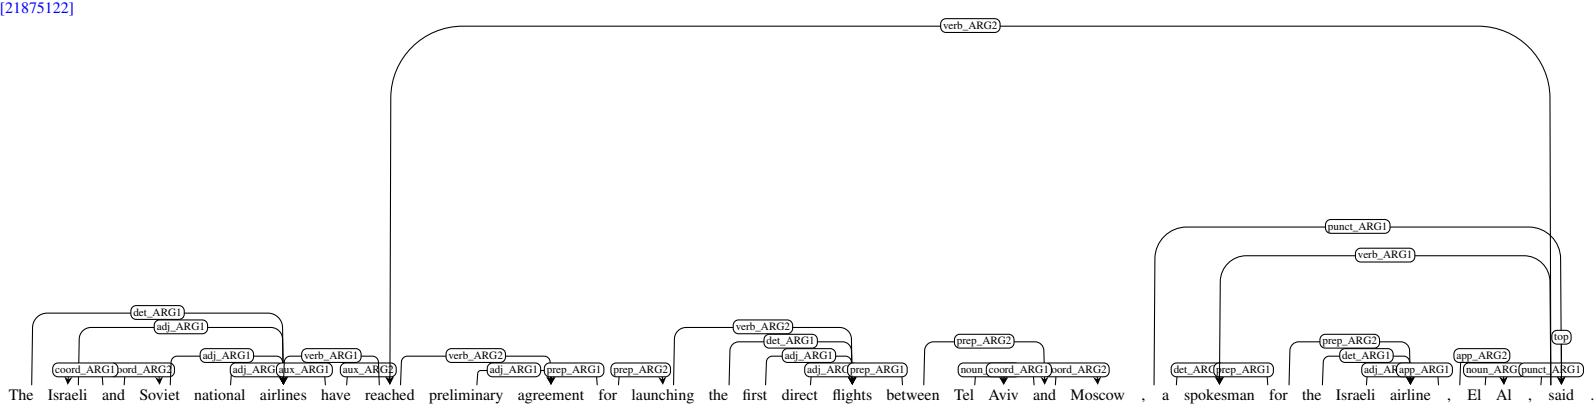 [21875122]
verb_ARG2
punct_ARG1
verb_ARG1
det_ARG1
adj_ARG1 verb_ARG2 top
det_ARG1 prep_ARG2 prep_ARG2
adj_ARG1 verb_ARG1 verb_ARG2 adj_ARG1 det_ARG1 app_ARG2
coord_ARG1 aux_ARG1 aux_ARG2 adj_ARG1 prep_ARG1 prep_ARG2 prep_ARG1 coord_ARG1 prep_ARG1 app_ARG1 punct_ARG1
The Israeli and Soviet national airlines have reached preliminary agreement for launching the first direct flights between Tel Aviv and Moscow , a spokesman for the Israeli airline , El Al , said .